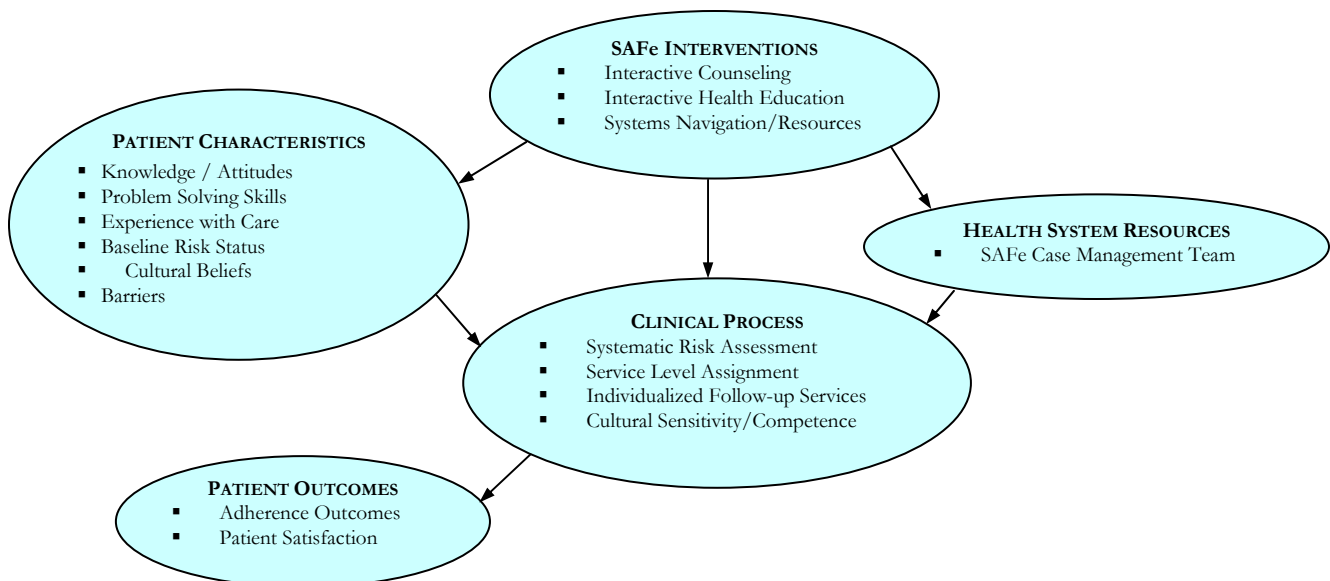 SAFe INTERVENTIONS
▪ Interactive Counseling
▪ Interactive Health Education
▪ Systems Navigation/Resources
PATIENT CHARACTERISTICS
▪ Knowledge / Attitudes
▪ Problem Solving Skills
▪ Experience with Care
▪ Baseline Risk Status
▪ Cultural Beliefs
▪ Barriers
HEALTH SYSTEM RESOURCES
▪ SAFe Case Management Team
CLINICAL PROCESS
▪ Systematic Risk Assessment
▪ Service Level Assignment
▪ Individualized Follow-up Services
▪ Cultural Sensitivity/Competence
PATIENT OUTCOMES
▪ Adherence Outcomes
▪ Patient Satisfaction